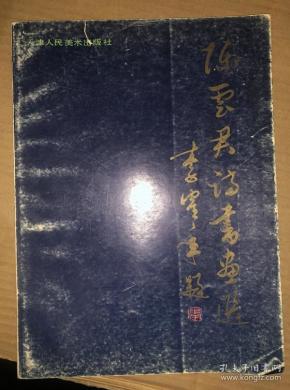 天津人民美术出版社
陈云君诗书画选
李霁野题
孔夫子旧书网